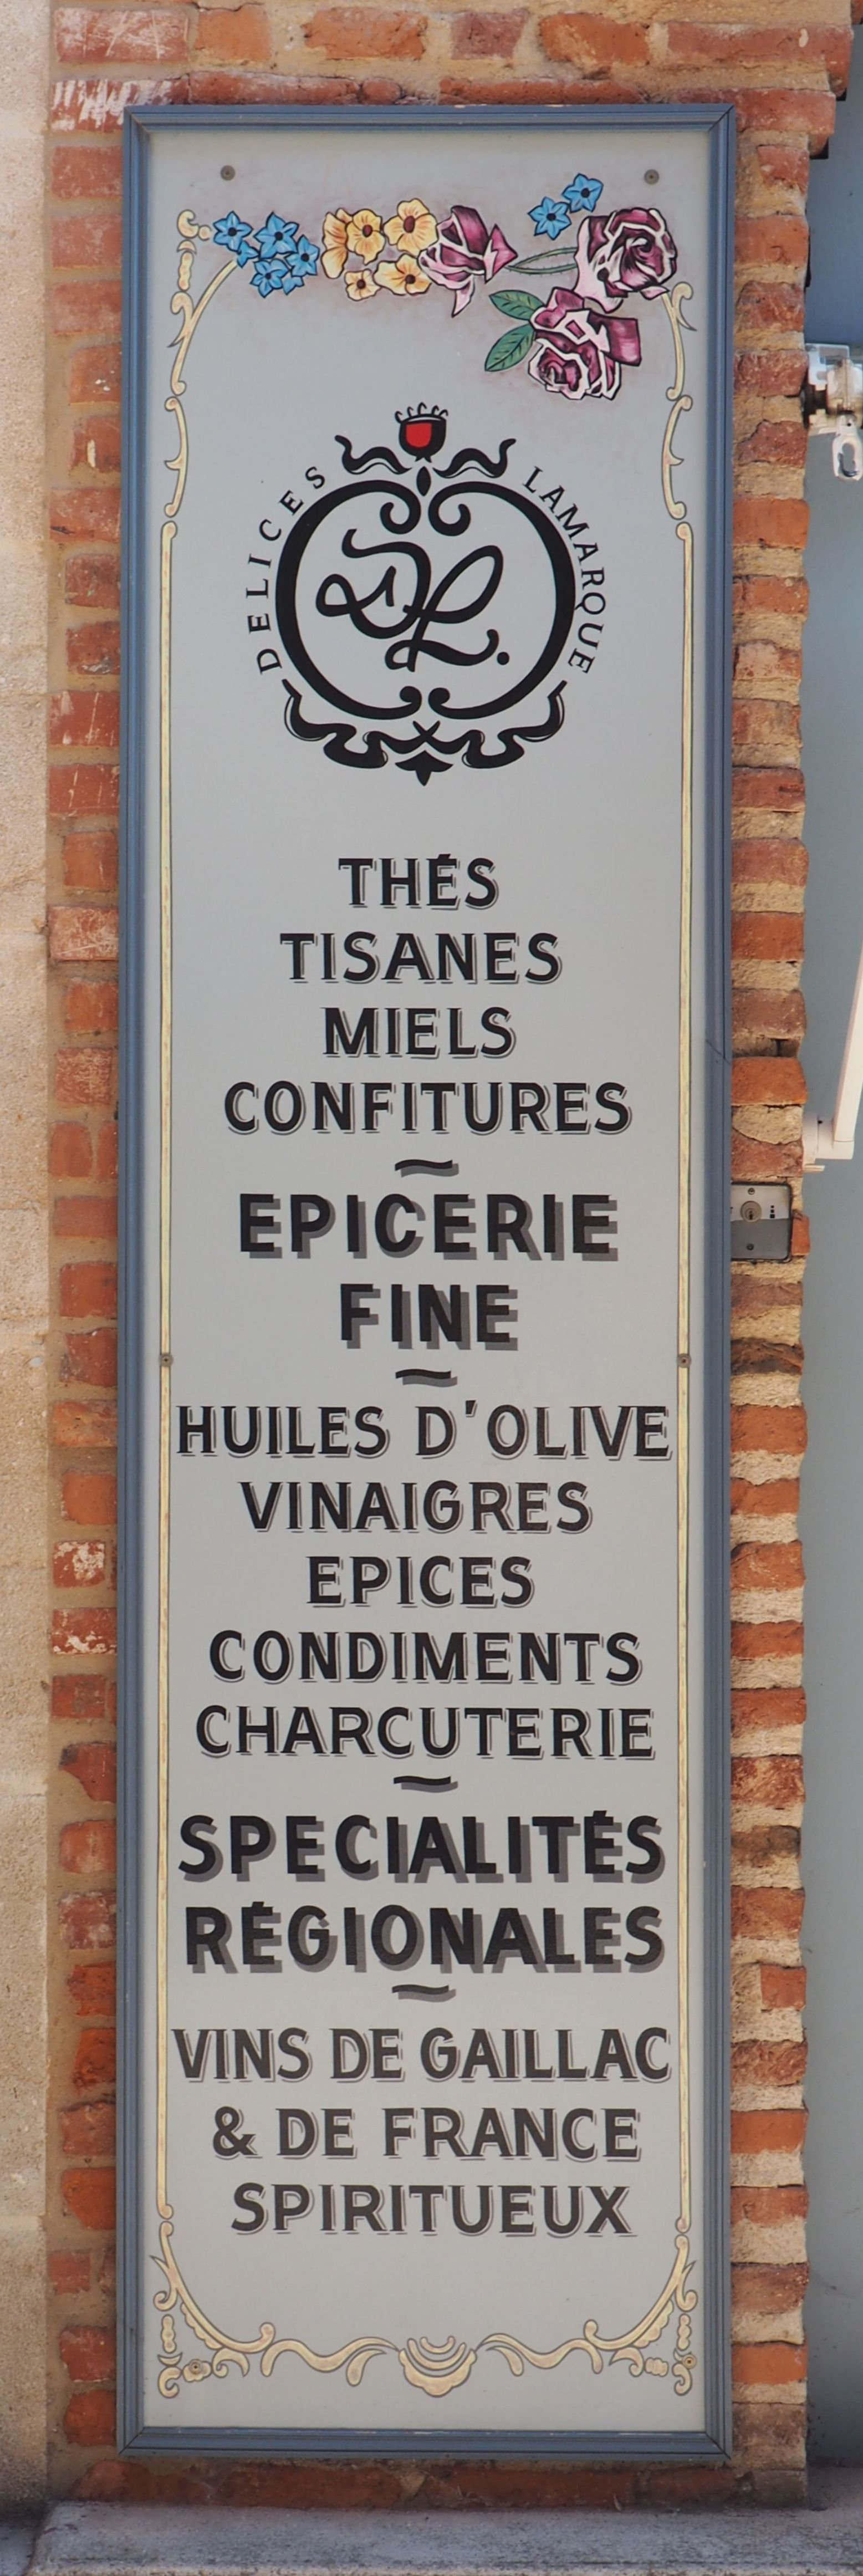 DELICES LAMARQUE
DL.
THÉS
TISANES
MIELS
CONFITURES
~
EPICERIE
FINE
~
HUILES D'OLIVE
VINAIGRES
EPICES
CONDIMENTS
CHARCUTERIE
~
SPECIALITÉS
RÉGIONALES
~
VINS DE GAILLAC
& DE FRANCE
SPIRITUEUX